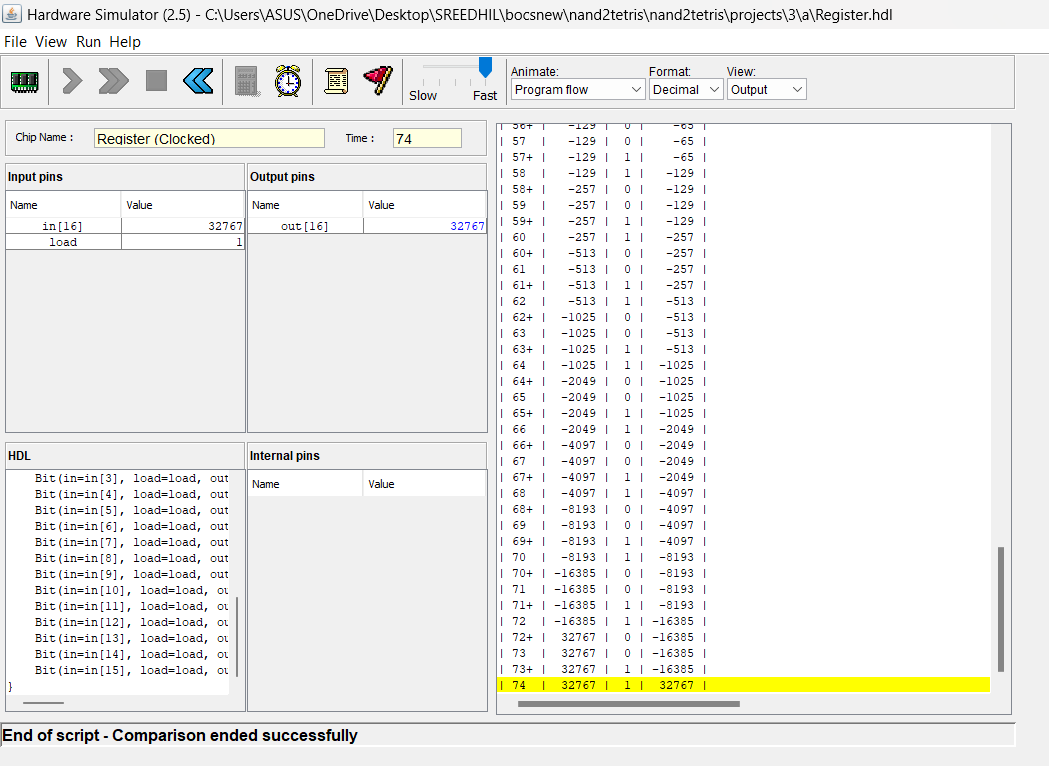 Hardware Simulator (2.5) - C:\Users\ASUS\OneDrive\Desktop\SREEDHIL\bocsnew\nand2tetris\nand2tetris\projects\3\a\Register.hdl
File View Run Help
Slow Fast
Animate: Format: View:
Program flow Decimal Output
Chip Name : Register (Clocked) Time : 74
Input pins
Name Value
in[16] 32767
load 1
Output pins
Name Value
out[16] 32767
HDL
Bit(in=in[3], load=load, out
Bit(in=in[4], load=load, out
Bit(in=in[5], load=load, out
Bit(in=in[6], load=load, out
Bit(in=in[7], load=load, out
Bit(in=in[8], load=load, out
Bit(in=in[9], load=load, out
Bit(in=in[10], load=load, ou
Bit(in=in[11], load=load, ou
Bit(in=in[12], load=load, ou
Bit(in=in[13], load=load, ou
Bit(in=in[14], load=load, ou
Bit(in=in[15], load=load, ou
}
Internal pins
Name Value
| 56+ | -129 | 0 | -65 |
| 57 | -129 | 0 | -65 |
| 57+ | -129 | 1 | -65 |
| 58 | -129 | 1 | -129 |
| 58+ | -257 | 0 | -129 |
| 59 | -257 | 0 | -129 |
| 59+ | -257 | 1 | -129 |
| 60 | -257 | 1 | -257 |
| 60+ | -513 | 0 | -257 |
| 61 | -513 | 0 | -257 |
| 61+ | -513 | 1 | -257 |
| 62 | -513 | 1 | -513 |
| 62+ | -1025 | 0 | -513 |
| 63 | -1025 | 0 | -513 |
| 63+ | -1025 | 1 | -513 |
| 64 | -1025 | 1 | -1025 |
| 64+ | -2049 | 0 | -1025 |
| 65 | -2049 | 0 | -1025 |
| 65+ | -2049 | 1 | -1025 |
| 66 | -2049 | 1 | -2049 |
| 66+ | -4097 | 0 | -2049 |
| 67 | -4097 | 0 | -2049 |
| 67+ | -4097 | 1 | -2049 |
| 68 | -4097 | 1 | -4097 |
| 68+ | -8193 | 0 | -4097 |
| 69 | -8193 | 0 | -4097 |
| 69+ | -8193 | 1 | -4097 |
| 70 | -8193 | 1 | -8193 |
| 70+ | -16385 | 0 | -8193 |
| 71 | -16385 | 0 | -8193 |
| 71+ | -16385 | 1 | -8193 |
| 72 | -16385 | 1 | -16385 |
| 72+ | 32767 | 0 | -16385 |
| 73 | 32767 | 0 | -16385 |
| 73+ | 32767 | 1 | -16385 |
| 74 | 32767 | 1 | 32767 |
End of script - Comparison ended successfully